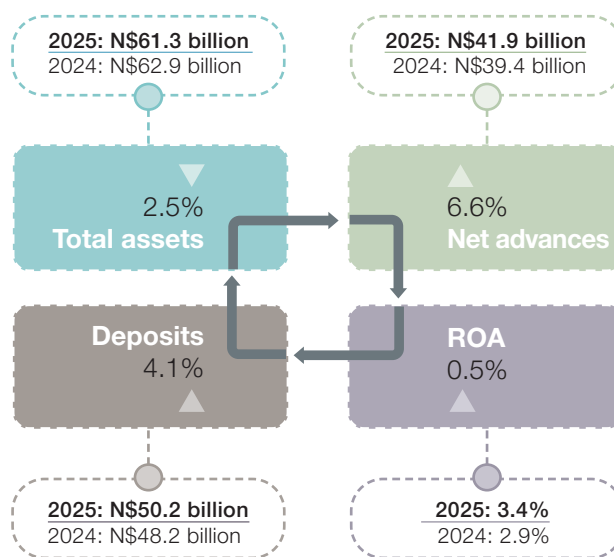 2025: N$61.3 billion
2024: N$62.9 billion
2025: N$41.9 billion
2024: N$39.4 billion
2.5%
Total assets
6.6%
Net advances
Deposits
4.1%
ROA
0.5%
2025: N$50.2 billion
2024: N$48.2 billion
2025: 3.4%
2024: 2.9%